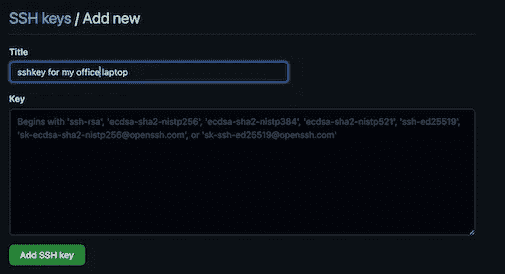 SSH keys / Add new
Title
sshkey for my office laptop
Key
Begins with 'ssh-rsa', 'ecdsa-sha2-nistp256', 'ecdsa-sha2-nistp384', 'ecdsa-sha2-nistp521', 'ssh-ed25519',
'sk-ecdsa-sha2-nistp256@openssh.com', or 'sk-ssh-ed25519@openssh.com'
Add SSH key